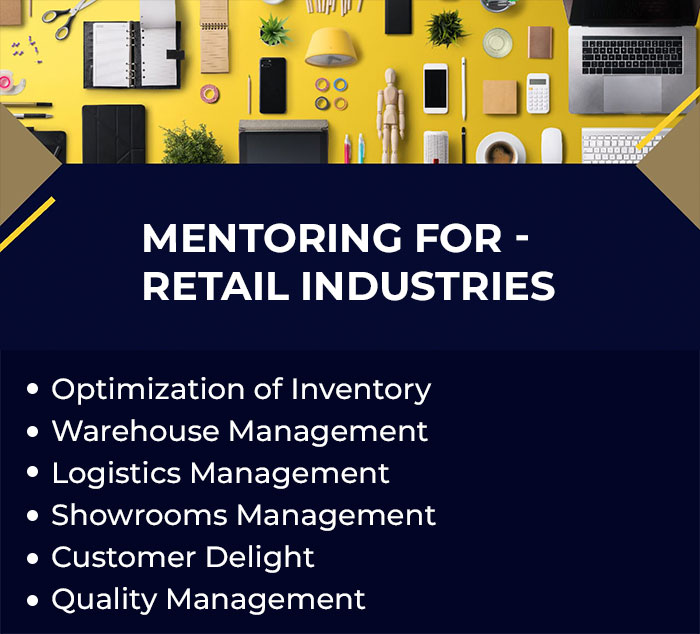 MENTORING FOR -
RETAIL INDUSTRIES
• Optimization of Inventory
• Warehouse Management
• Logistics Management
• Showrooms Management
• Customer Delight
• Quality Management